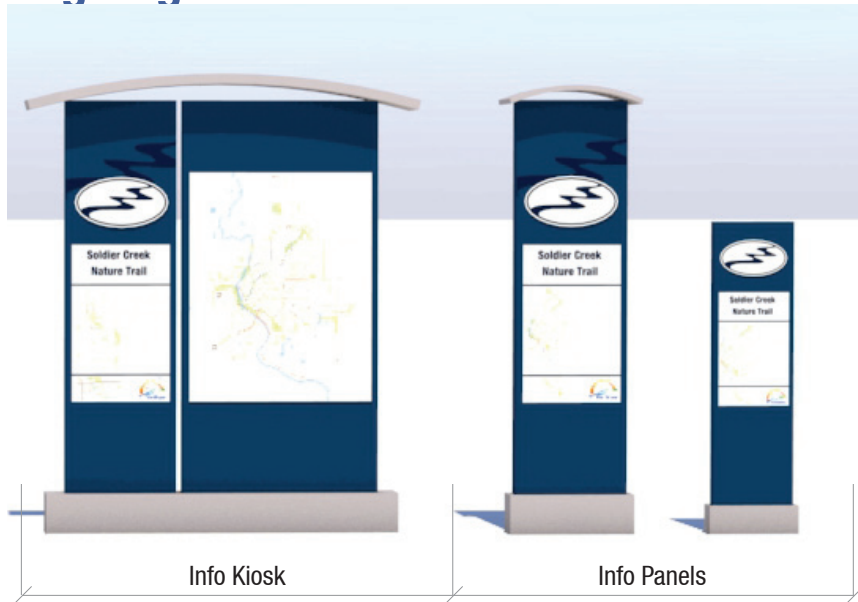 Soldier Creek
Nature Trail
Soldier Creek
Nature Trail
Soldier Creek
Nature Trail
Info Kiosk
Info Panels